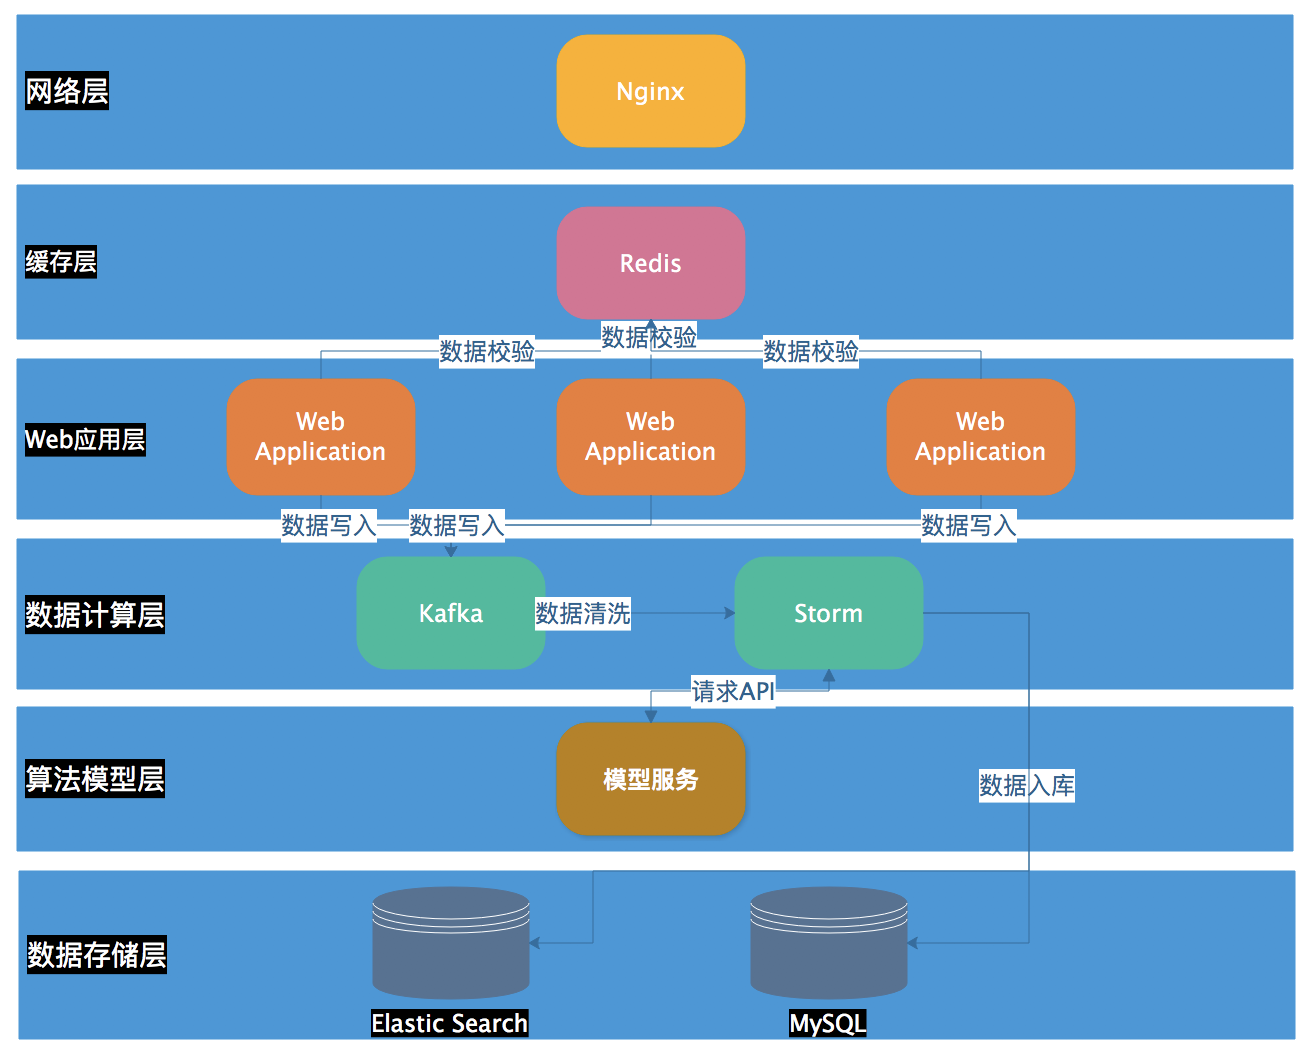 网络层
Nginx
缓存层
Redis
数据校验
数据校验
数据校验
Web应用层
Web
Application
Web
Application
Web
Application
数据写入
数据写入
数据写入
数据计算层
Kafka
数据清洗
Storm
请求API
算法模型层
模型服务
数据入库
数据存储层
Elastic Search
MySQL